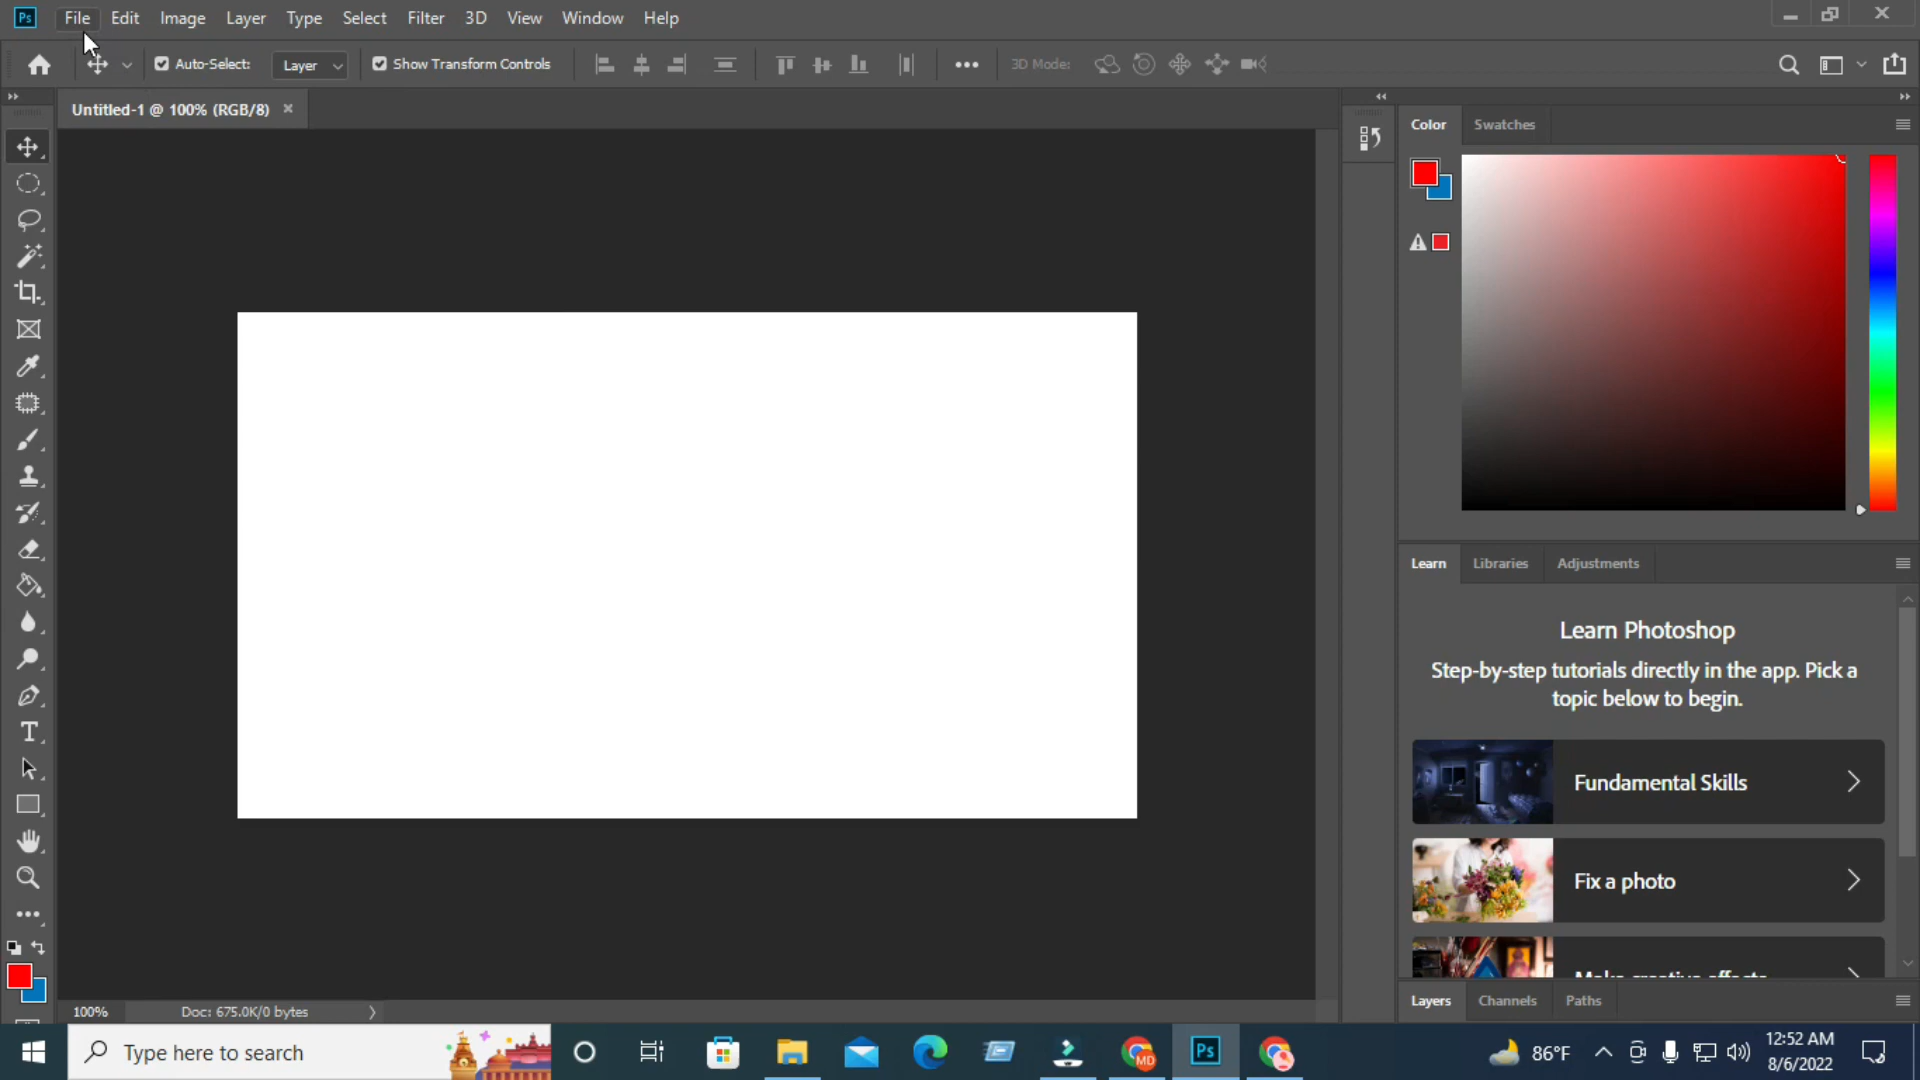 Ps File Edit Image Layer Type Select Filter 3D View Window Help
Auto-Select: Layer Show Transform Controls 3D Mode:
Untitled-1 @ 100% (RGB/8)
Color Swatches
Learn Libraries Adjustments
Learn Photoshop
Step-by-step tutorials directly in the app. Pick a
topic below to begin.
Fundamental Skills
Fix a photo
Make creative effects
Layers Channels Paths
100% Doc: 675.0K/0 bytes
Type here to search
MD
Ps
86°F
12:52 AM
8/6/2022